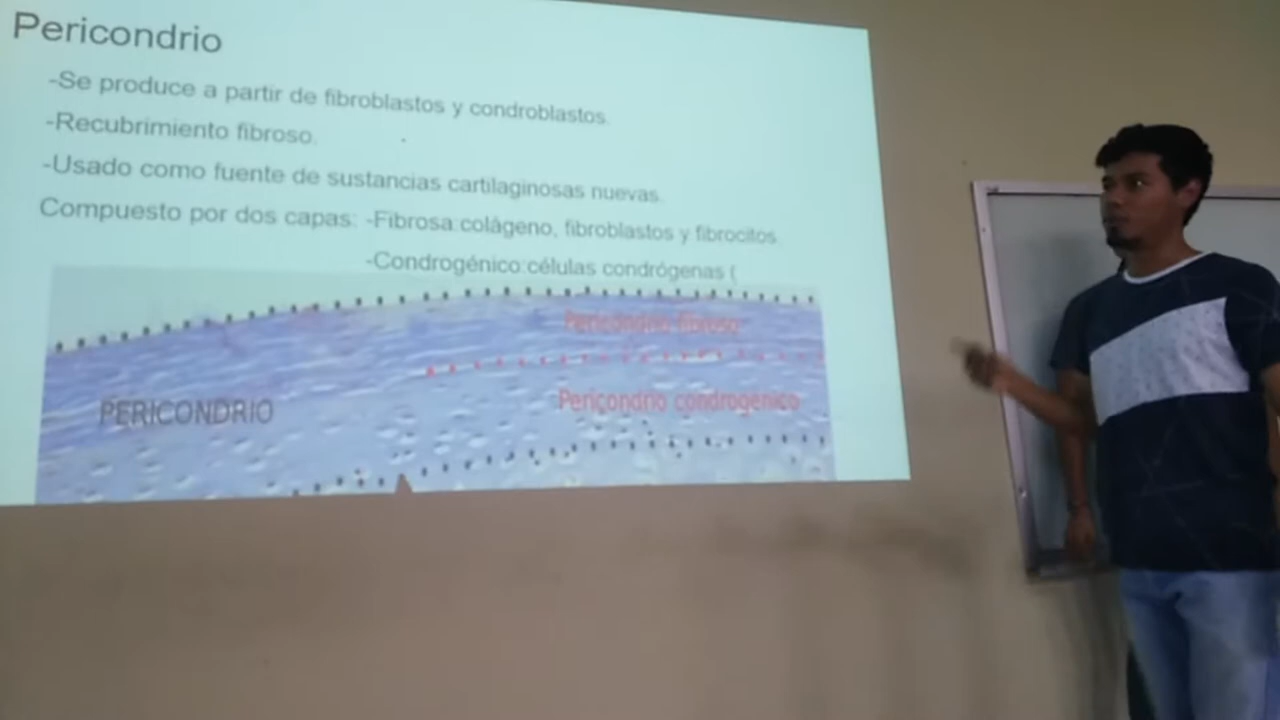 Pericondrio
-Se produce a partir de fibroblastos y condroblastos.
-Recubrimiento fibroso.
-Usado como fuente de sustancias cartilaginosas nuevas.
Compuesto por dos capas: -Fibrosa:colágeno, fibroblastos y fibrocitos.
-Condrogénico:células condrógenas (
Pericondrio fibroso
Pericondrio condrogénico
PERICONDRIO